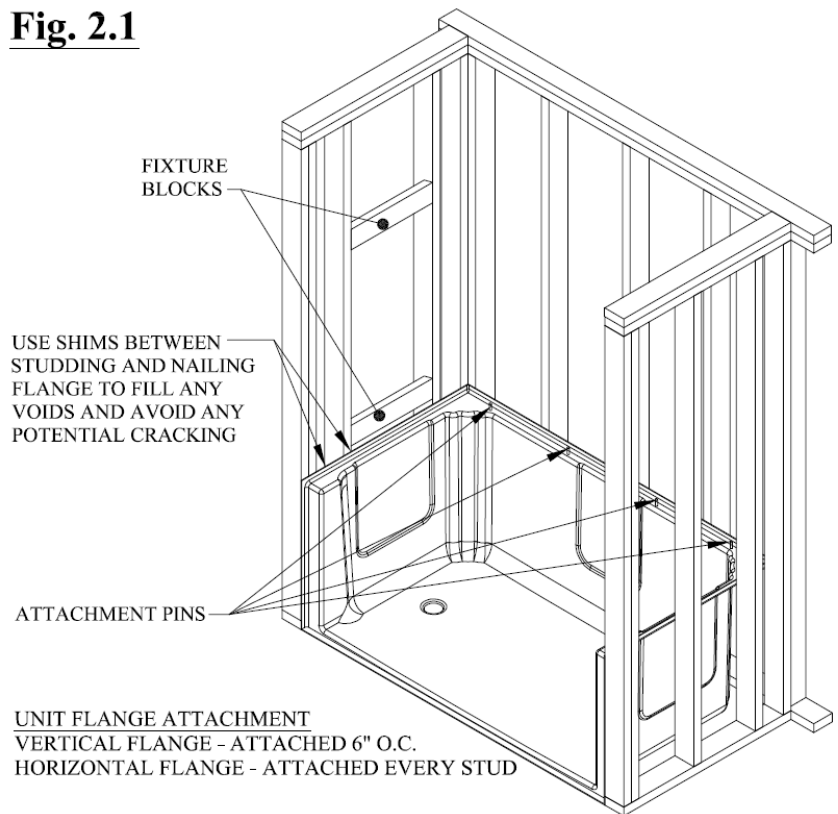 Fig. 2.1
FIXTURE
BLOCKS
USE SHIMS BETWEEN
STUDDING AND NAILING
FLANGE TO FILL ANY
VOIDS AND AVOID ANY
POTENTIAL CRACKING
ATTACHMENT PINS
UNIT FLANGE ATTACHMENT
VERTICAL FLANGE - ATTACHED 6" O.C.
HORIZONTAL FLANGE - ATTACHED EVERY STUD